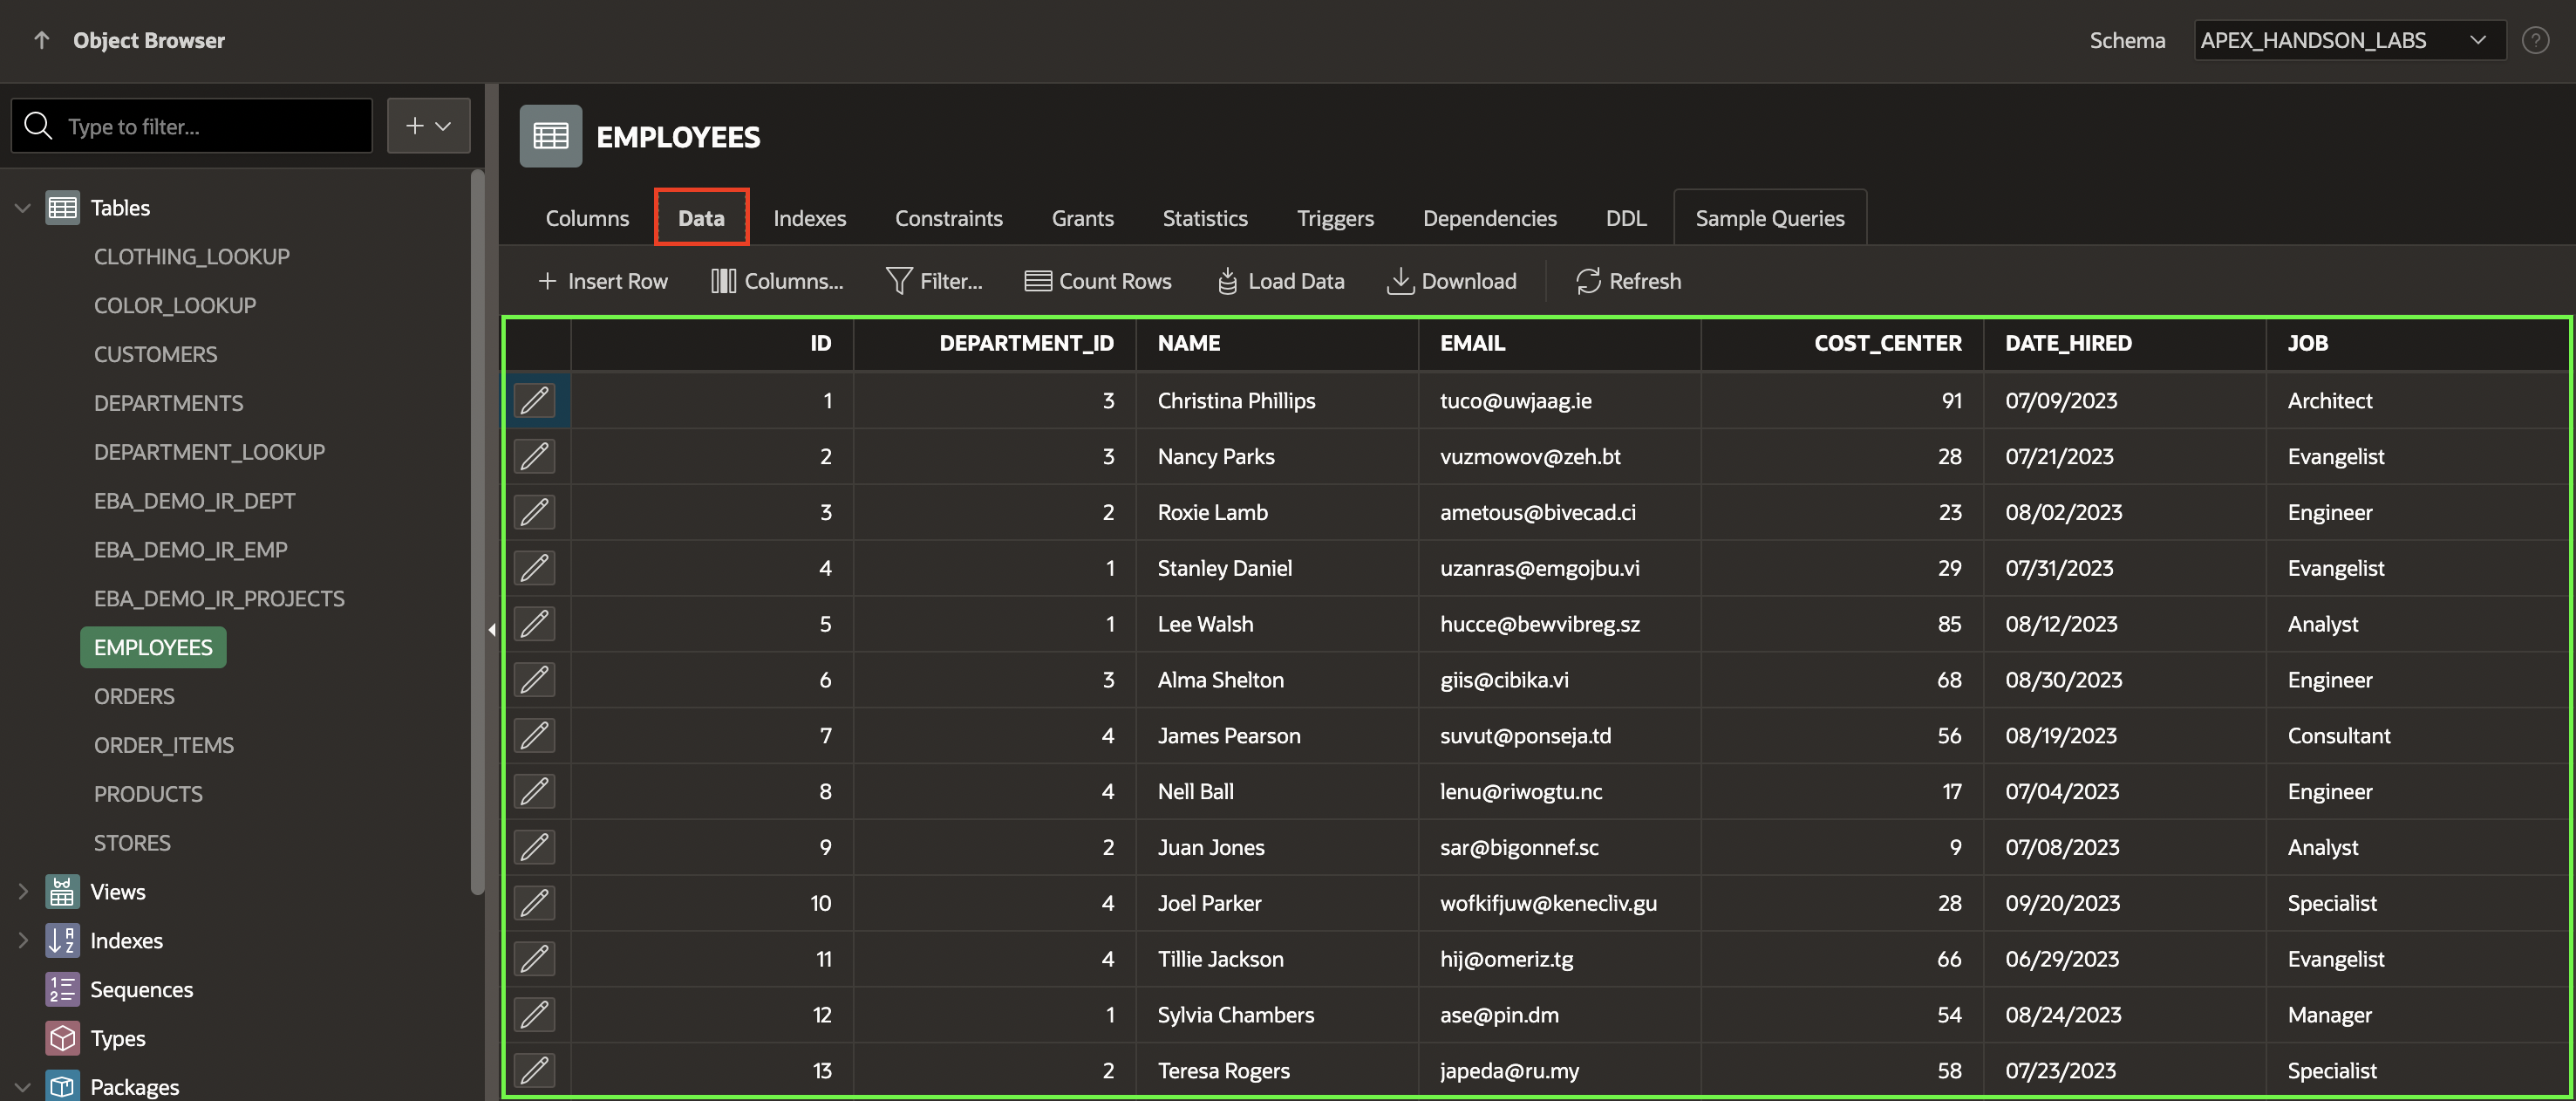 Object Browser
Schema APEX_HANDSON_LABS ?
Type to filter...
Tables
CLOTHING_LOOKUP
COLOR_LOOKUP
CUSTOMERS
DEPARTMENTS
DEPARTMENT_LOOKUP
EBA_DEMO_IR_DEPT
EBA_DEMO_IR_EMP
EBA_DEMO_IR_PROJECTS
EMPLOYEES
ORDERS
ORDER_ITEMS
PRODUCTS
STORES
Views
Indexes
Sequences
Types
Packages
EMPLOYEES
Columns Data Indexes Constraints Grants Statistics Triggers Dependencies DDL Sample Queries
Insert Row Columns... Filter... Count Rows Load Data Download Refresh
ID DEPARTMENT_ID NAME EMAIL COST_CENTER DATE_HIRED JOB
1 3 Christina Phillips tuco@uwjaag.ie 91 07/09/2023 Architect
2 3 Nancy Parks vuzmowov@zeh.bt 28 07/21/2023 Evangelist
3 2 Roxie Lamb ametous@bivecad.ci 23 08/02/2023 Engineer
4 1 Stanley Daniel uzanras@emgojbu.vi 29 07/31/2023 Evangelist
5 1 Lee Walsh hucce@bewvibreg.sz 85 08/12/2023 Analyst
6 3 Alma Shelton giis@cibika.vi 68 08/30/2023 Engineer
7 4 James Pearson suvut@ponseja.td 56 08/19/2023 Consultant
8 4 Nell Ball lenu@riwogtu.nc 17 07/04/2023 Engineer
9 2 Juan Jones sar@bigonnef.sc 9 07/08/2023 Analyst
10 4 Joel Parker wofkifjuw@kenecliv.gu 28 09/20/2023 Specialist
11 4 Tillie Jackson hij@omeriz.tg 66 06/29/2023 Evangelist
12 1 Sylvia Chambers ase@pin.dm 54 08/24/2023 Manager
13 2 Teresa Rogers japeda@ru.my 58 07/23/2023 Specialist